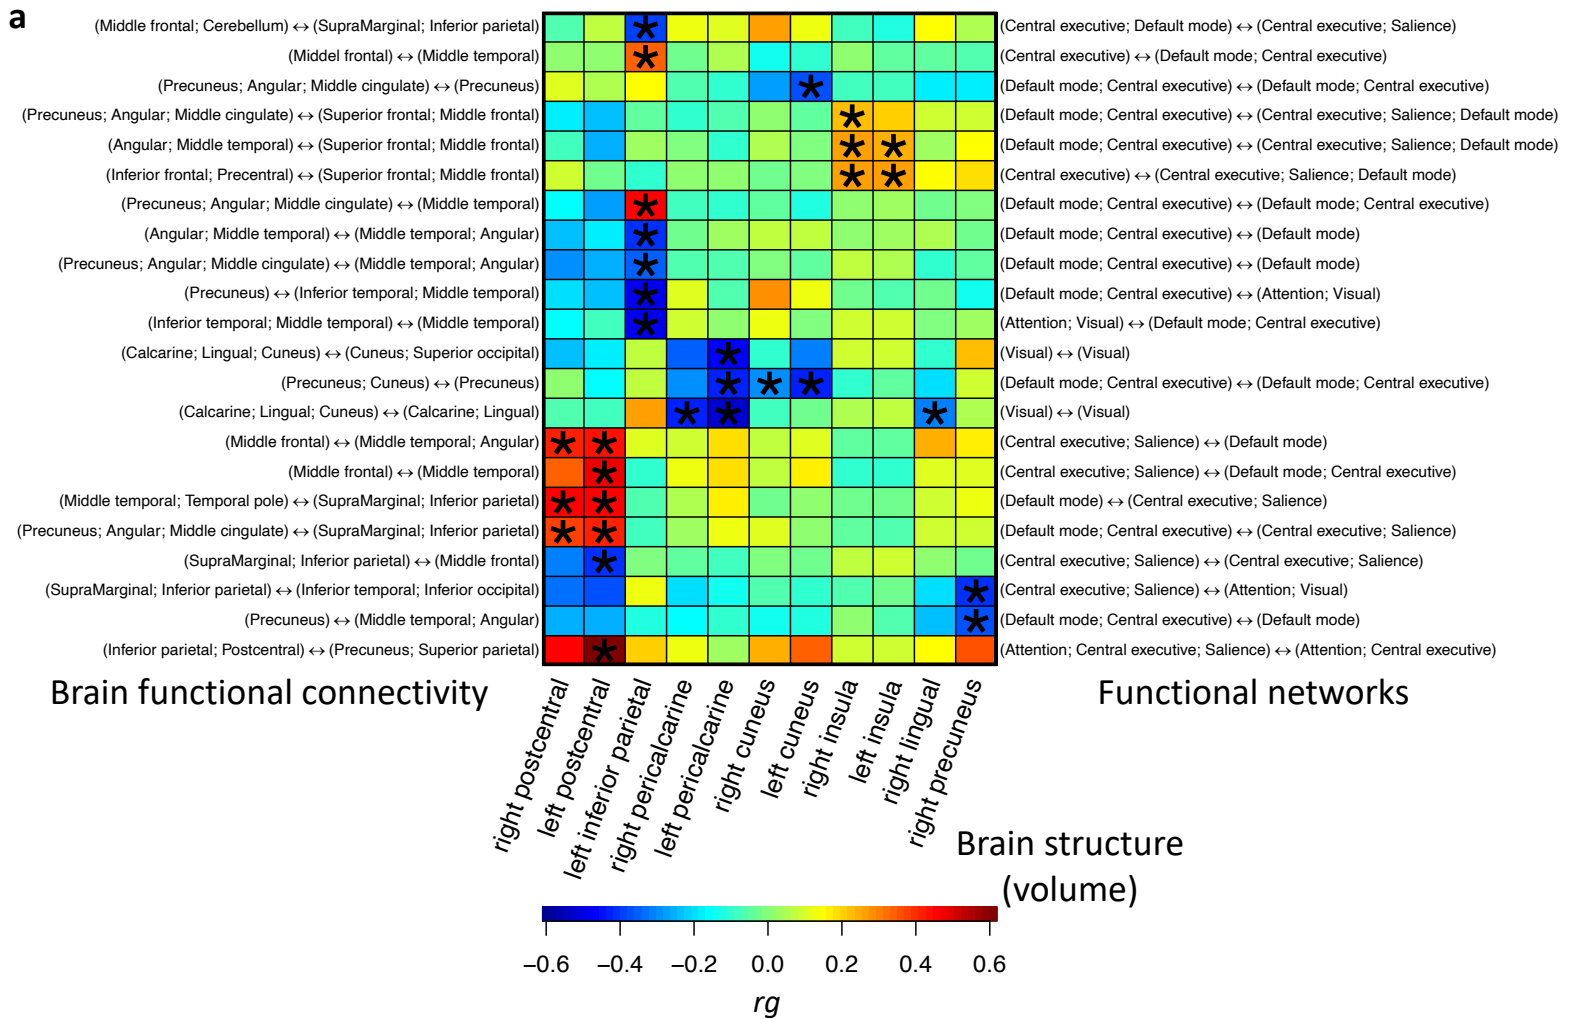 a
(Middle frontal; Cerebellum) ↔ (SupraMarginal; Inferior parietal)
(Central executive; Default mode) ↔ (Central executive; Salience)
(Middel frontal) ↔ (Middle temporal)
(Central executive) ↔ (Default mode; Central executive)
(Precuneus; Angular; Middle cingulate) ↔ (Precuneus)
(Default mode; Central executive) ↔ (Default mode; Central executive)
(Precuneus; Angular; Middle cingulate) ↔ (Superior frontal; Middle frontal)
(Default mode; Central executive) ↔ (Central executive; Salience; Default mode)
(Angular; Middle temporal) ↔ (Superior frontal; Middle frontal)
(Default mode; Central executive) ↔ (Central executive; Salience; Default mode)
(Inferior frontal; Precentral) ↔ (Superior frontal; Middle frontal)
(Central executive) ↔ (Central executive; Salience; Default mode)
(Precuneus; Angular; Middle cingulate) ↔ (Middle temporal)
(Default mode; Central executive) ↔ (Default mode; Central executive)
(Angular; Middle temporal) ↔ (Middle temporal; Angular)
(Default mode; Central executive) ↔ (Default mode)
(Precuneus; Angular; Middle cingulate) ↔ (Middle temporal; Angular)
(Default mode; Central executive) ↔ (Default mode)
(Precuneus) ↔ (Inferior temporal; Middle temporal)
(Default mode; Central executive) ↔ (Attention; Visual)
(Inferior temporal; Middle temporal) ↔ (Middle temporal)
(Attention; Visual) ↔ (Default mode; Central executive)
(Calcarine; Lingual; Cuneus) ↔ (Cuneus; Superior occipital)
(Visual) ↔ (Visual)
(Precuneus; Cuneus) ↔ (Precuneus)
(Default mode; Central executive) ↔ (Default mode; Central executive)
(Calcarine; Lingual; Cuneus) ↔ (Calcarine; Lingual)
(Visual) ↔ (Visual)
(Middle frontal) ↔ (Middle temporal; Angular)
(Central executive; Salience) ↔ (Default mode)
(Middle frontal) ↔ (Middle temporal)
(Central executive; Salience) ↔ (Default mode; Central executive)
(Middle temporal; Temporal pole) ↔ (SupraMarginal; Inferior parietal)
(Default mode) ↔ (Central executive; Salience)
(Precuneus; Angular; Middle cingulate) ↔ (SupraMarginal; Inferior parietal)
(Default mode; Central executive) ↔ (Central executive; Salience)
(SupraMarginal; Inferior parietal) ↔ (Middle frontal)
(Central executive; Salience) ↔ (Central executive; Salience)
(SupraMarginal; Inferior parietal) ↔ (Inferior temporal; Inferior occipital)
(Central executive; Salience) ↔ (Attention; Visual)
(Precuneus) ↔ (Middle temporal; Angular)
(Default mode; Central executive) ↔ (Default mode)
(Inferior parietal; Postcentral) ↔ (Precuneus; Superior parietal)
(Attention; Central executive; Salience) ↔ (Attention; Central executive)
Brain functional connectivity
Functional networks
right postcentral
left postcentral
left inferior parietal
right pericalcarine
left pericalcarine
right cuneus
left cuneus
right insula
left insula
right lingual
right precuneus
Brain structure
(volume)
−0.6 −0.4 −0.2 0.0 0.2 0.4 0.6
rg